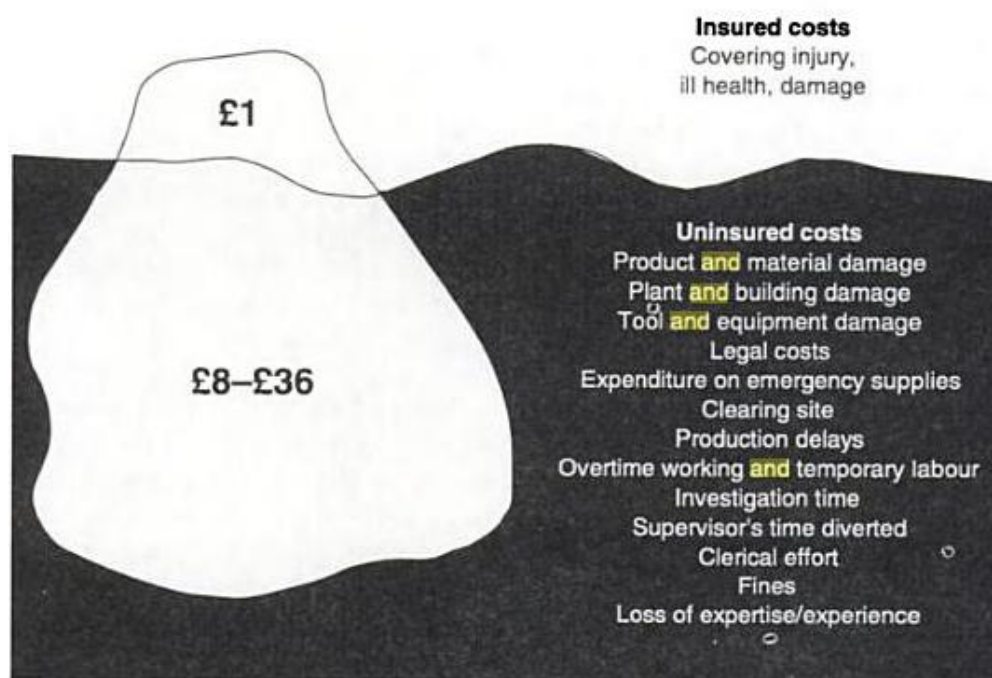 Insured costs
Covering injury,
ill health, damage
£1
£8–£36
Uninsured costs
Product and material damage
Plant and building damage
Tool and equipment damage
Legal costs
Expenditure on emergency supplies
Clearing site
Production delays
Overtime working and temporary labour
Investigation time
Supervisor's time diverted
Clerical effort
Fines
Loss of expertise/experience